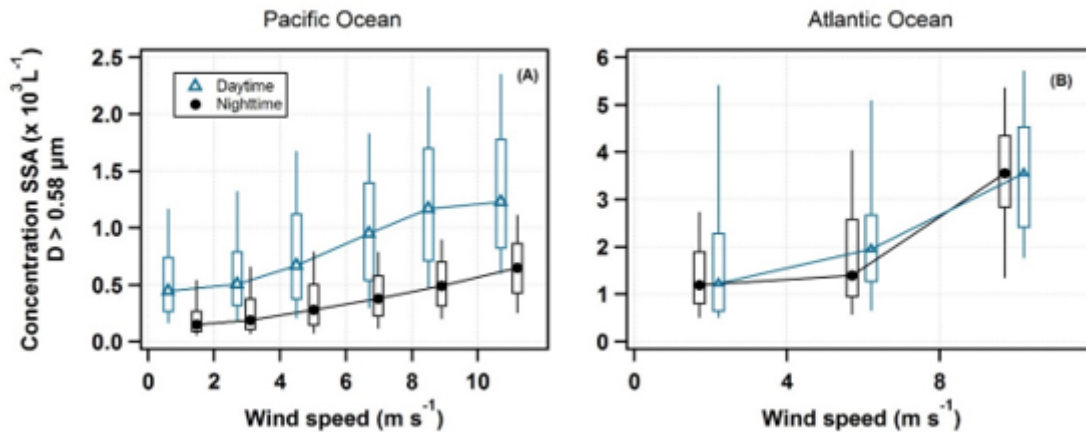 Pacific Ocean
Atlantic Ocean
Concentration SSA (x 10³ L⁻¹)
D > 0.58 µm
2.5
2.0
1.5
1.0
0.5
0.0
(A)
Daytime
Nighttime
0 2 4 6 8 10
Wind speed (m s⁻¹)
6
5
4
3
2
1
0
(B)
0 4 8
Wind speed (m s⁻¹)